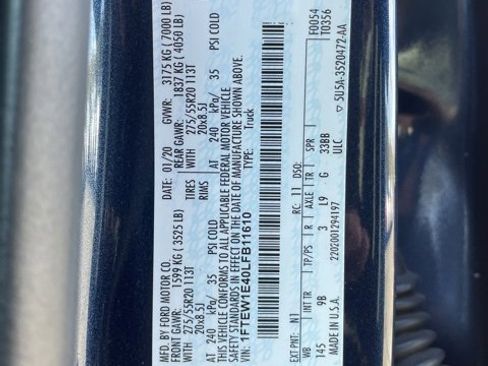 MFD. BY FORD MOTOR CO.
DATE: 01/20 GVWR: 3175 KG ( 7000 LB)
FRONT GAWR: 1599 KG ( 3525 LB) REAR GAWR: 1837 KG ( 4050 LB)
WITH 275/55R20 113T TIRES WITH 275/55R20 113T
20x8.5J RIMS 20x8.5J
AT 240 kPa/ 35 PSI COLD AT 240 kPa/ 35 PSI COLD
THIS VEHICLE CONFORMS TO ALL APPLICABLE FEDERAL MOTOR VEHICLE
SAFETY STANDARDS IN EFFECT ON THE DATE OF MANUFACTURE SHOWN ABOVE.
VIN: 1FTEW1E40LFB11610 TYPE: Truck
F0054
T0356
EXT PNT: N1 RC: 11 DSO:
WB INT TR TP/PS R AXLE TR SPR
145 9B 3 L9 G 33BB
MADE IN U.S.A. 2202001294197 ULC
5U5A-3520472-AA